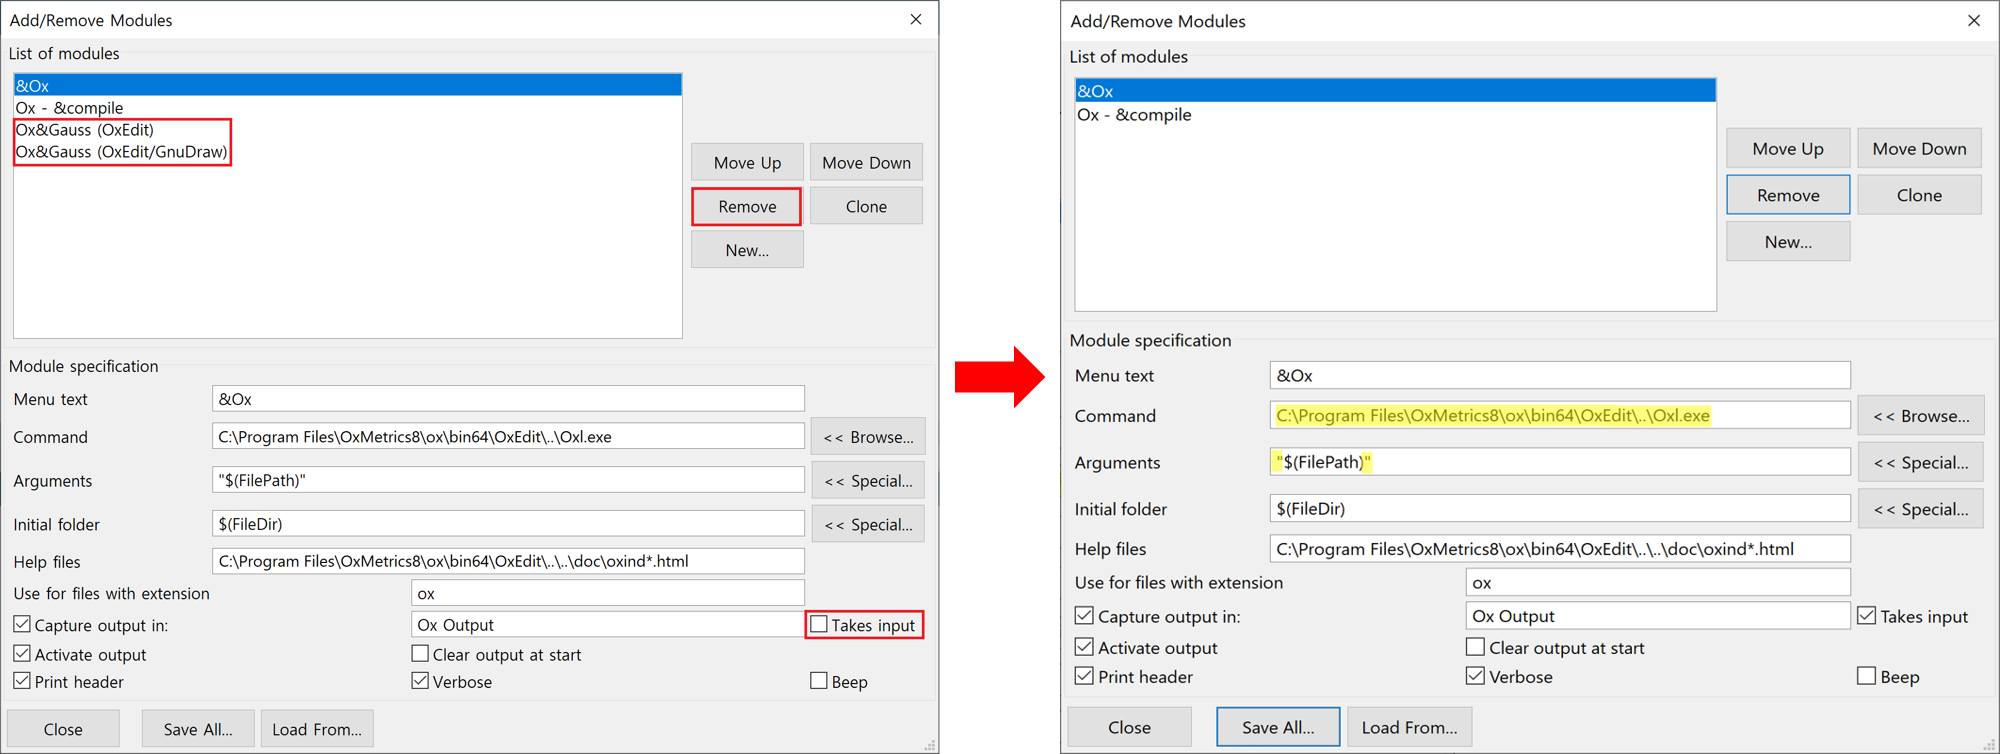 Add/Remove Modules
List of modules
&Ox
Ox - &compile
Ox&Gauss (OxEdit)
Ox&Gauss (OxEdit/GnuDraw)
Move Up
Move Down
Remove
Clone
New...
Module specification
Menu text
&Ox
Command
C:\Program Files\OxMetrics8\ox\bin64\OxEdit\..\Oxl.exe
<< Browse...
Arguments
"$(FilePath)"
<< Special...
Initial folder
$(FileDir)
<< Special...
Help files
C:\Program Files\OxMetrics8\ox\bin64\OxEdit\..\..\doc\oxind*.html
Use for files with extension
ox
Capture output in:
Ox Output
Takes input
Activate output
Clear output at start
Print header
Verbose
Beep
Close
Save All...
Load From...
Add/Remove Modules
List of modules
&Ox
Ox - &compile
Move Up
Move Down
Remove
Clone
New...
Module specification
Menu text
&Ox
Command
C:\Program Files\OxMetrics8\ox\bin64\OxEdit\..\Oxl.exe
<< Browse...
Arguments
"$(FilePath)"
<< Special...
Initial folder
$(FileDir)
<< Special...
Help files
C:\Program Files\OxMetrics8\ox\bin64\OxEdit\..\..\doc\oxind*.html
Use for files with extension
ox
Capture output in:
Ox Output
Takes input
Activate output
Clear output at start
Print header
Verbose
Beep
Close
Save All...
Load From...